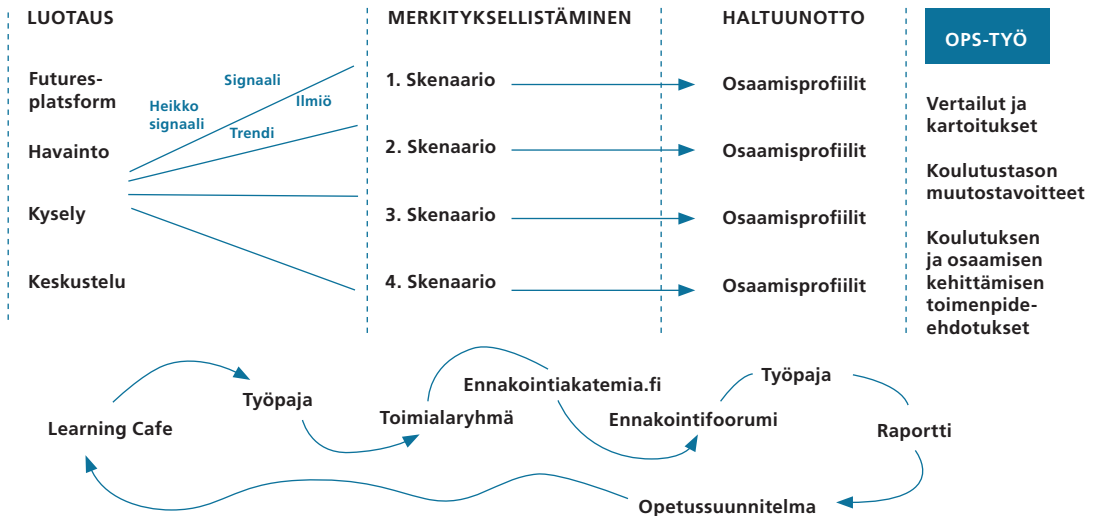 LUOTAUS
Futures-
platsform
Havainto
Kysely
Keskustelu
Signaali
Heikko
signaali
Ilmiö
Trendi
MERKITYKSELLISTÄMINEN
1. Skenaario
2. Skenaario
3. Skenaario
4. Skenaario
HALTUUNOTTO
Osaamisprofiilit
Osaamisprofiilit
Osaamisprofiilit
Osaamisprofiilit
OPS-TYÖ
Vertailut ja
kartoitukset
Koulutustason
muutostavoitteet
Koulutuksen
ja osaamisen
kehittämisen
toimenpide-
ehdotukset
Learning Cafe
Työpaja
Toimialaryhmä
Ennakointiakatemia.fi
Ennakointifoorumi
Työpaja
Raportti
Opetussuunnitelma